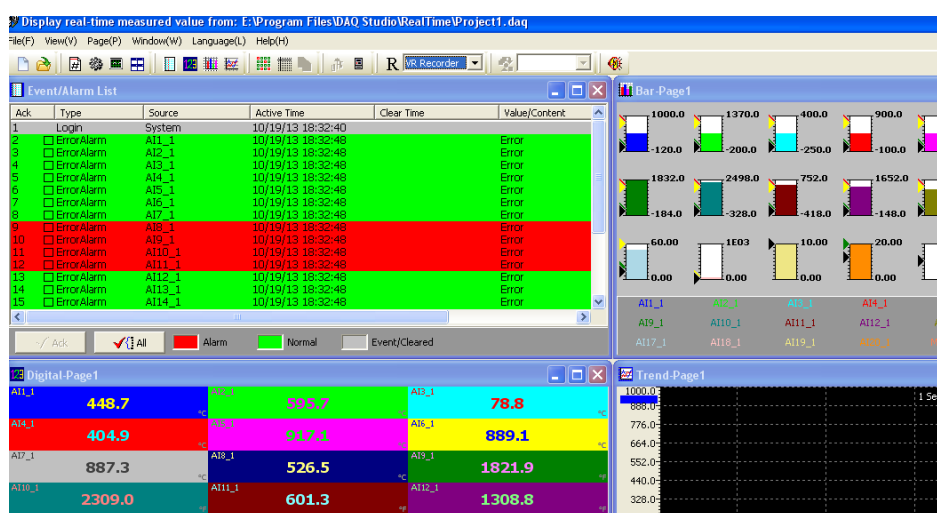 Display real-time measured value from: E:\Program Files\DAQ Studio\RealTime\Project1.daq
File(F) View(V) Page(P) Window(W) Language(L) Help(H)
R VR Recorder
Event/Alarm List
Ack Type Source Active Time Clear Time Value/Content
1 Login System 10/19/13 18:32:40
2 ErrorAlarm AI1_1 10/19/13 18:32:48 Error
3 ErrorAlarm AI2_1 10/19/13 18:32:48 Error
4 ErrorAlarm AI3_1 10/19/13 18:32:48 Error
5 ErrorAlarm AI4_1 10/19/13 18:32:48 Error
6 ErrorAlarm AI5_1 10/19/13 18:32:48 Error
7 ErrorAlarm AI6_1 10/19/13 18:32:48 Error
8 ErrorAlarm AI7_1 10/19/13 18:32:48 Error
9 ErrorAlarm AI8_1 10/19/13 18:32:48 Error
10 ErrorAlarm AI9_1 10/19/13 18:32:48 Error
11 ErrorAlarm AI10_1 10/19/13 18:32:48 Error
12 ErrorAlarm AI11_1 10/19/13 18:32:48 Error
13 ErrorAlarm AI12_1 10/19/13 18:32:48 Error
14 ErrorAlarm AI13_1 10/19/13 18:32:48 Error
15 ErrorAlarm AI14_1 10/19/13 18:32:48 Error
Ack All Alarm Normal Event/Cleared
Bar-Page1
1000.0 1370.0 400.0 900.0
-120.0 -200.0 -250.0 -100.0
1832.0 2498.0 752.0 1652.0
-184.0 -328.0 -418.0 -148.0
60.00 1E03 10.00 20.00
0.00 0.00 0.00 0.00
AI1_1 AI2_1 AI3_1 AI4_1
AI9_1 AI10_1 AI11_1 AI12_1
AI17_1 AI18_1 AI19_1 AI20_1
Digital-Page1
AI1_1 AI2_1 AI3_1
448.7 °C 595.7 °C 78.8 °C
AI4_1 AI5_1 AI6_1
404.9 °C 917.1 °C 889.1 °C
AI7_1 AI8_1 AI9_1
887.3 °C 526.5 °C 1821.9 °F
AI10_1 AI11_1 AI12_1
2309.0 °F 601.3 °F 1308.8 °F
Trend-Page1
1000.0
1 Se
888.0
776.0
664.0
552.0
440.0
328.0